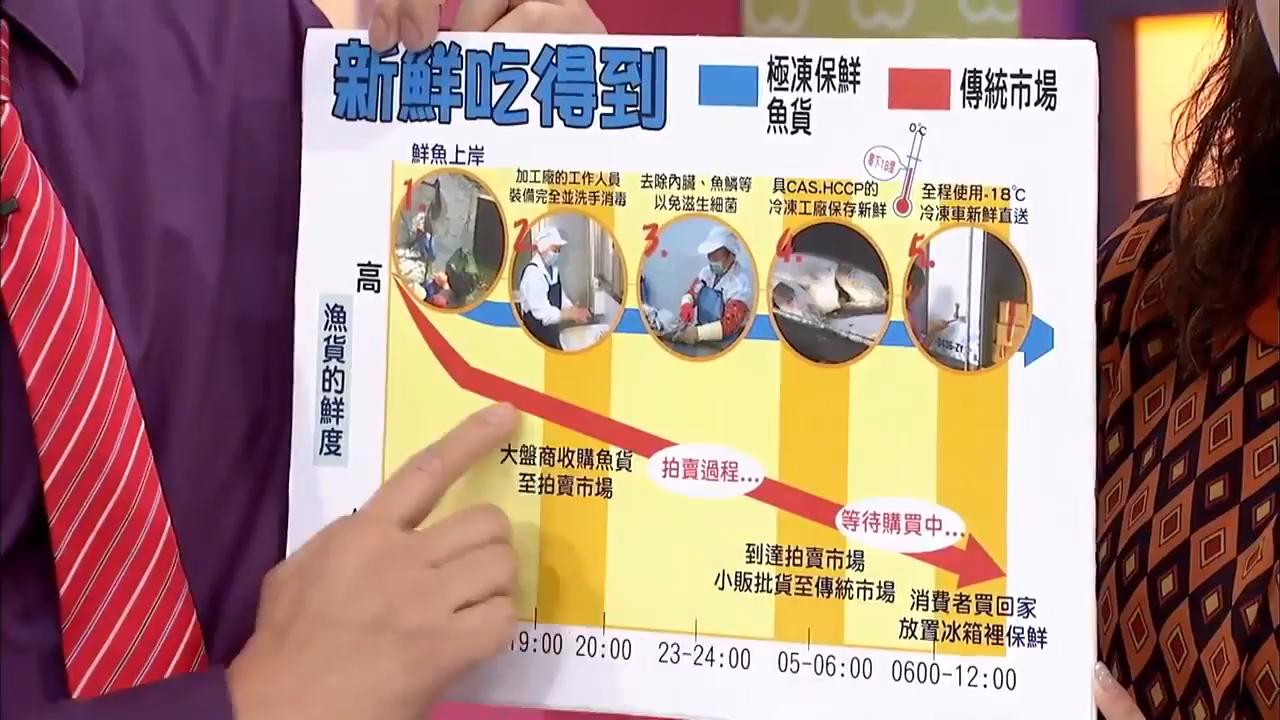 新鮮吃得到
極凍保鮮
魚貨
傳統市場
0℃
零下18度
鮮魚上岸
加工廠的工作人員
裝備完全並洗手消毒
去除內臟、魚鱗等
以免滋生細菌
具CAS.HCCP的
冷凍工廠保存新鮮
全程使用-18℃
冷凍車新鮮直送
1.
2.
3.
4.
5.
高
漁貨的鮮度
大盤商收購魚貨
至拍賣市場
拍賣過程...
等待購買中...
到達拍賣市場
小販批貨至傳統市場
消費者買回家
放置冰箱裡保鮮
19:00
20:00
23-24:00
05-06:00
0600-12:00